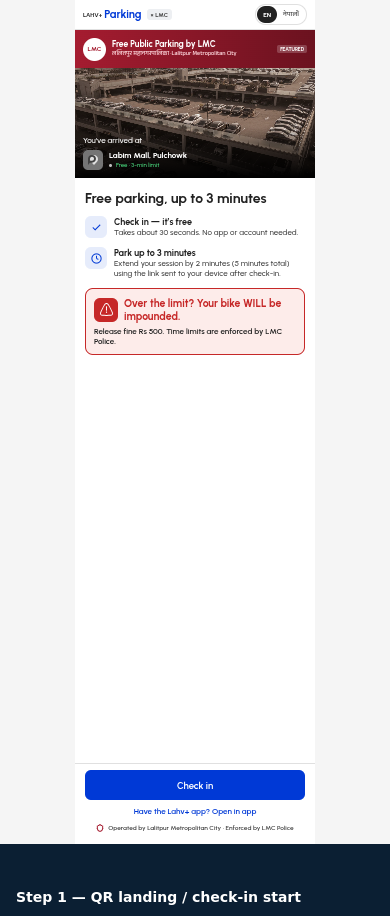 LAHV+ Parking • LMC
EN नेपाली
LMC
Free Public Parking by LMC
ललितपुर महानगरपालिका · Lalitpur Metropolitan City
FEATURED
You've arrived at
Labim Mall, Pulchowk
Free · 3-min limit
Free parking, up to 3 minutes
Check in — it's free
Takes about 30 seconds. No app or account needed.
Park up to 3 minutes
Extend your session by 2 minutes (5 minutes total)
using the link sent to your device after check-in.
Over the limit? Your bike WILL be
impounded.
Release fine Rs 500. Time limits are enforced by LMC
Police.
Check in
Have the Lahv+ app? Open in app
Operated by Lalitpur Metropolitan City · Enforced by LMC Police
Step 1 — QR landing / check-in start